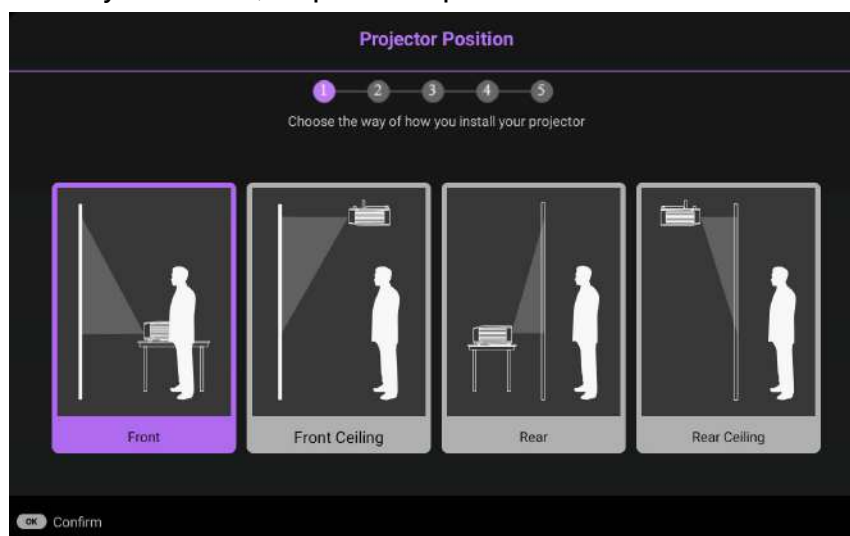 Projector Position
1 2 3 4 5
Choose the way of how you install your projector
Front
Front Ceiling
Rear
Rear Ceiling
OK Confirm